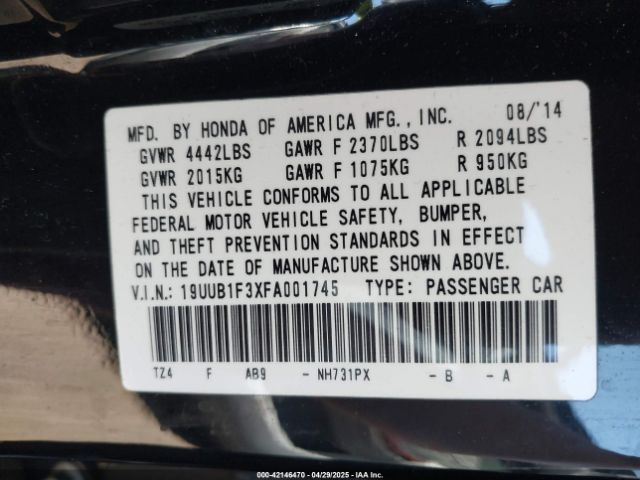 MFD. BY HONDA OF AMERICA MFG., INC. 08/'14
GVWR 4442LBS GAWR F 2370LBS R 2094LBS
GVWR 2015KG GAWR F 1075KG R 950KG
THIS VEHICLE CONFORMS TO ALL APPLICABLE
FEDERAL MOTOR VEHICLE SAFETY, BUMPER,
AND THEFT PREVENTION STANDARDS IN EFFECT
ON THE DATE OF MANUFACTURE SHOWN ABOVE.
V.I.N.: 19UUB1F3XFA001745 TYPE: PASSENGER CAR
TZ4 F AB9 - NH731PX - B - A
000-42146470 04/29/2025 - IAA Inc.